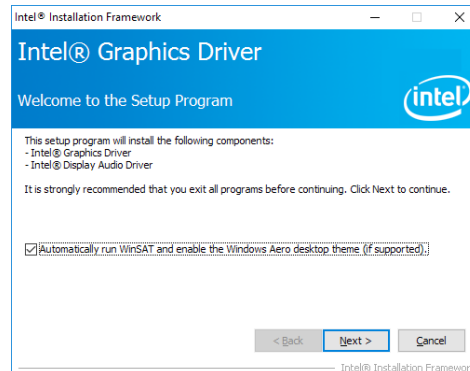 Intel® Installation Framework
Intel® Graphics Driver
Welcome to the Setup Program
intel
This setup program will install the following components:
- Intel® Graphics Driver
- Intel® Display Audio Driver
It is strongly recommended that you exit all programs before continuing. Click Next to continue.
Automatically run WinSAT and enable the Windows Aero desktop theme (if supported).
< Back Next > Cancel
Intel® Installation Framewor